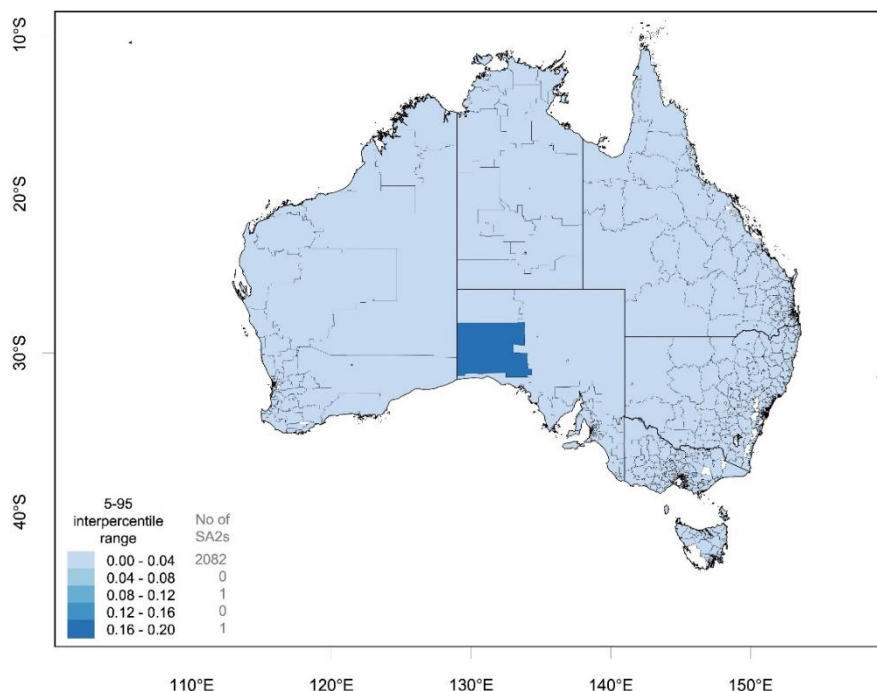 10°S
20°S
30°S
40°S
5-95
interpercentile
range
No of
SA2s
0.00 - 0.04 2082
0.04 - 0.08 0
0.08 - 0.12 1
0.12 - 0.16 0
0.16 - 0.20 1
110°E 120°E 130°E 140°E 150°E